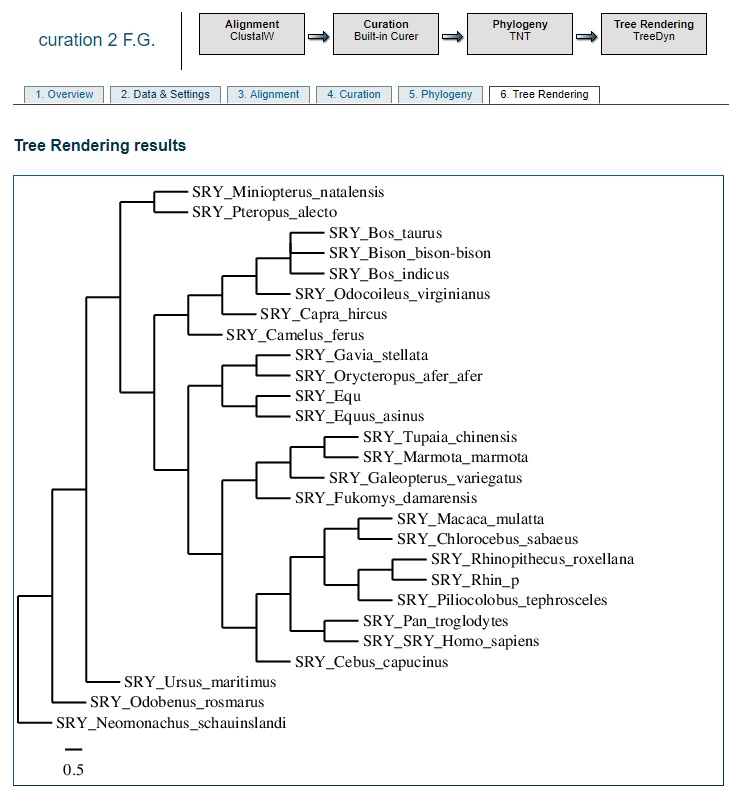 curation 2 F.G.
Alignment
ClustalW
Curation
Built-in Curer
Phylogeny
TNT
Tree Rendering
TreeDyn
1. Overview
2. Data & Settings
3. Alignment
4. Curation
5. Phylogeny
6. Tree Rendering
Tree Rendering results
SRY_Miniopterus_natalensis
SRY_Pteropus_alecto
SRY_Bos_taurus
SRY_Bison_bison-bison
SRY_Bos_indicus
SRY_Odocoileus_virginianus
SRY_Capra_hircus
SRY_Camelus_ferus
SRY_Gavia_stellata
SRY_Orycteropus_afer_afer
SRY_Equ
SRY_Equus_asinus
SRY_Tupaia_chinensis
SRY_Marmota_marmota
SRY_Galeopterus_variegatus
SRY_Fukomys_damarensis
SRY_Macaca_mulatta
SRY_Chlorocebus_sabaeus
SRY_Rhinopithecus_roxellana
SRY_Rhin_p
SRY_Piliocolobus_tephrosceles
SRY_Pan_troglodytes
SRY_SRY_Homo_sapiens
SRY_Cebus_capucinus
SRY_Ursus_maritimus
SRY_Odobenus_rosmarus
SRY_Neomonachus_schauinslandi
0.5